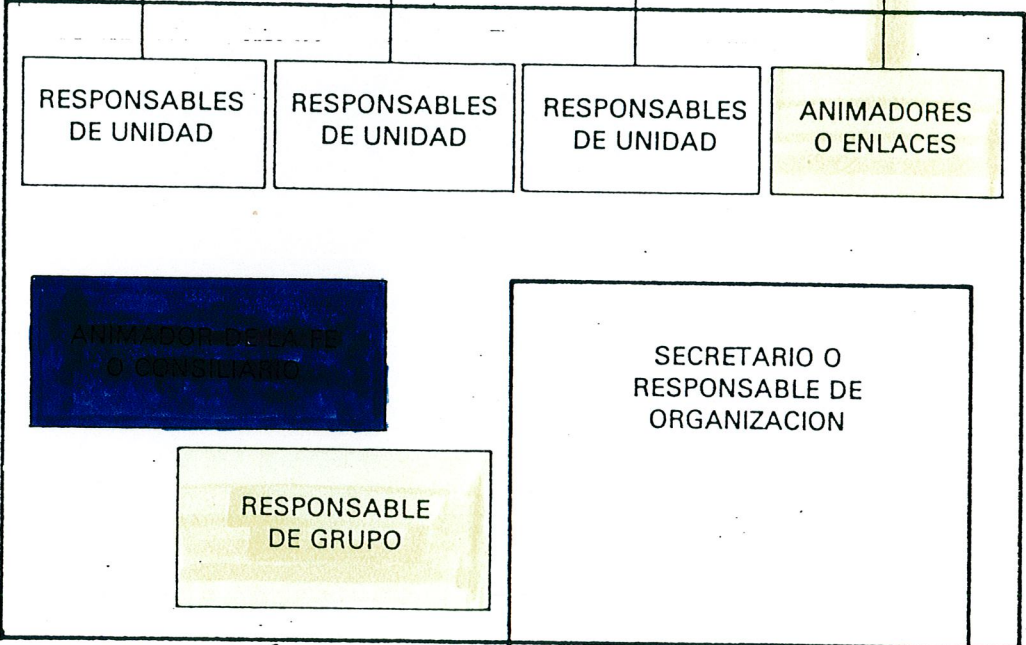 RESPONSABLES
DE UNIDAD
RESPONSABLES
DE UNIDAD
RESPONSABLES
DE UNIDAD
ANIMADORES
O ENLACES
ANIMADOR DE LA FE
O CONSILIARIO
SECRETARIO O
RESPONSABLE DE
ORGANIZACION
RESPONSABLE
DE GRUPO